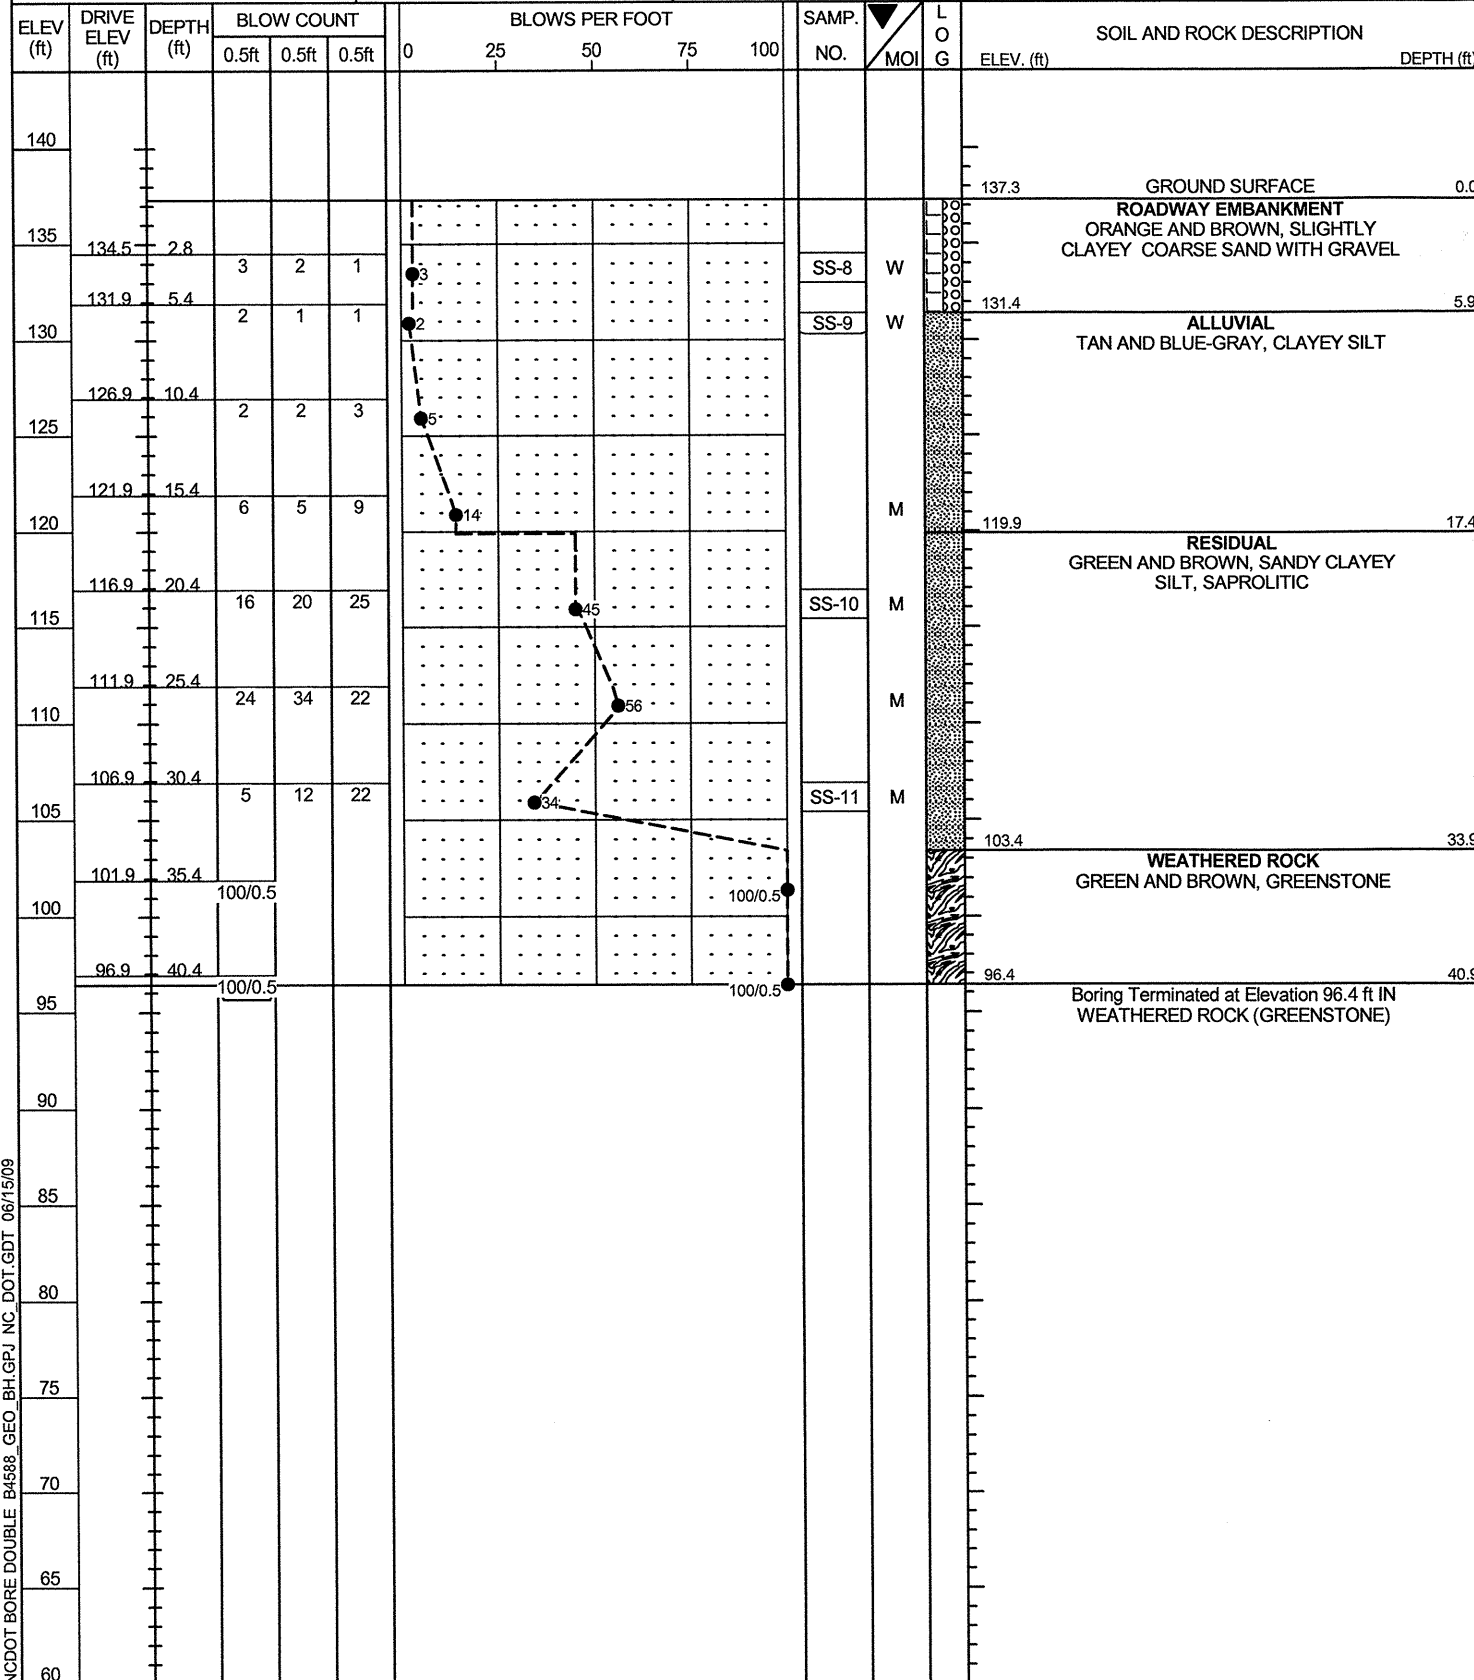 ELEV (ft) DRIVE ELEV (ft) DEPTH (ft) BLOW COUNT BLOWS PER FOOT SAMP. NO. MOI LOG SOIL AND ROCK DESCRIPTION
0.5ft 0.5ft 0.5ft 0 25 50 75 100 ELEV. (ft) DEPTH (ft)
140
137.3 GROUND SURFACE 0.0
ROADWAY EMBANKMENT
ORANGE AND BROWN, SLIGHTLY
CLAYEY COARSE SAND WITH GRAVEL
135
134.5 2.8
3 2 1 3 SS-8 W
131.9 5.4
131.4 5.9
2 1 1 2 SS-9 W
ALLUVIAL
TAN AND BLUE-GRAY, CLAYEY SILT
130
126.9 10.4
2 2 3 5
125
121.9 15.4
6 5 9 14 M
120
119.9 17.4
RESIDUAL
GREEN AND BROWN, SANDY CLAYEY
SILT, SAPROLITIC
116.9 20.4
16 20 25 45 SS-10 M
115
111.9 25.4
24 34 22 56 M
110
106.9 30.4
5 12 22 34 SS-11 M
105
103.4 33.9
WEATHERED ROCK
GREEN AND BROWN, GREENSTONE
101.9 35.4
100/0.5 100/0.5
100
96.9 40.4
96.4 40.9
100/0.5 100/0.5
Boring Terminated at Elevation 96.4 ft IN
WEATHERED ROCK (GREENSTONE)
95
90
85
80
75
70
65
60
NCDOT BORE DOUBLE B4588_GEO_BH.GPJ NC_DOT.GDT 06/15/09